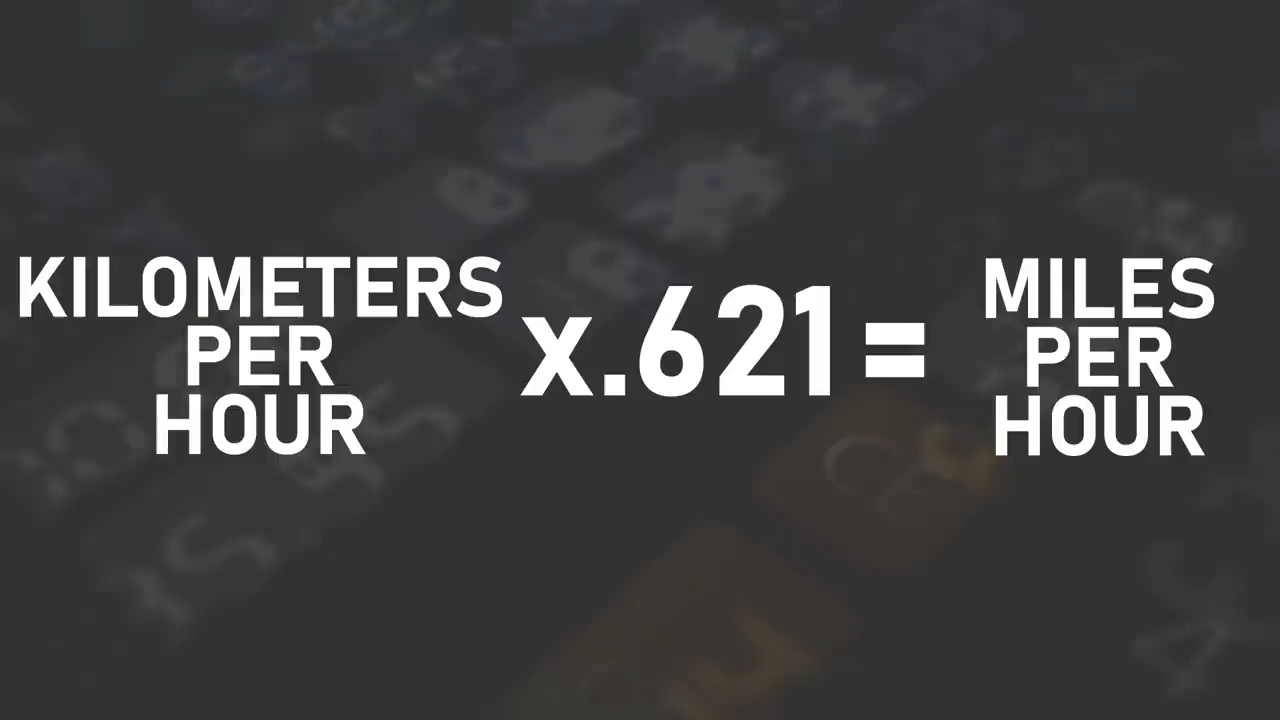 KILOMETERS
PER
HOUR
x.621=
MILES
PER
HOUR